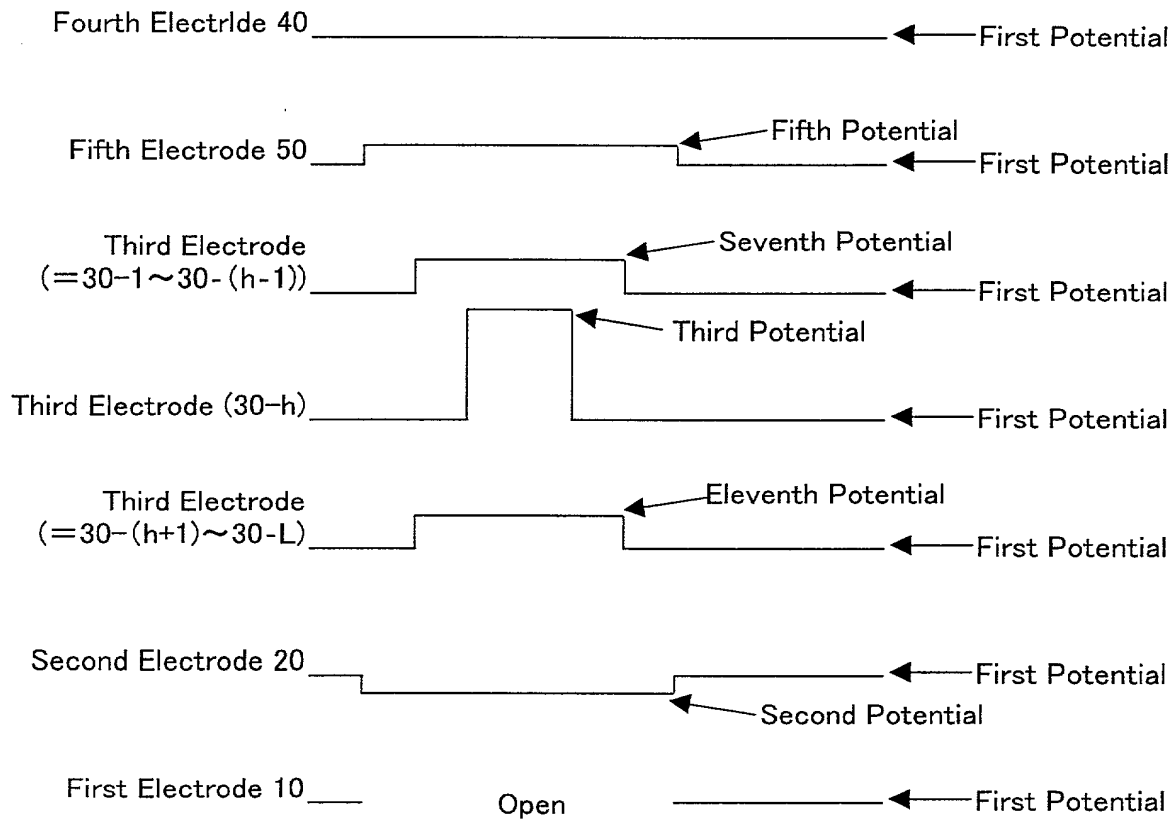 Fourth Electrlde 40
First Potential
Fifth Potential
Fifth Electrode 50
First Potential
Third Electrode
(=30-1~30-(h-1))
Seventh Potential
First Potential
Third Potential
Third Electrode (30-h)
First Potential
Third Electrode
(=30-(h+1)~30-L)
Eleventh Potential
First Potential
Second Electrode 20
First Potential
Second Potential
First Electrode 10
Open
First Potential